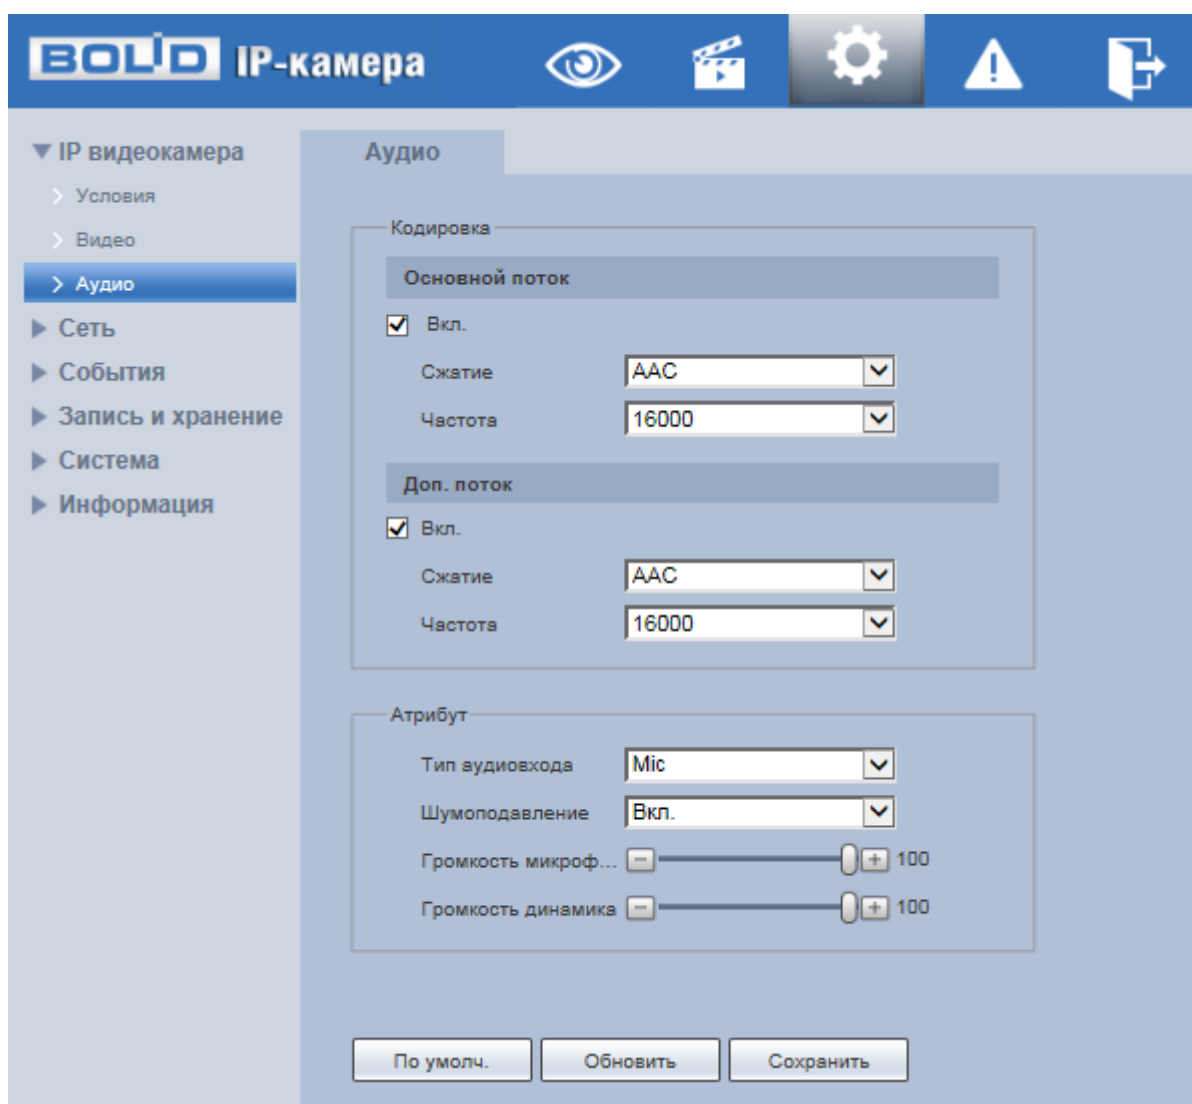 BOLID IP-камера
IP видеокамера
Условия
Видео
Аудио
Сеть
События
Запись и хранение
Система
Информация
Аудио
Кодировка
Основной поток
Вкл.
Сжатие AAC
Частота 16000
Доп. поток
Вкл.
Сжатие AAC
Частота 16000
Атрибут
Тип аудиовхода Mic
Шумоподавление Вкл.
Громкость микроф... 100
Громкость динамика 100
По умолч. Обновить Сохранить